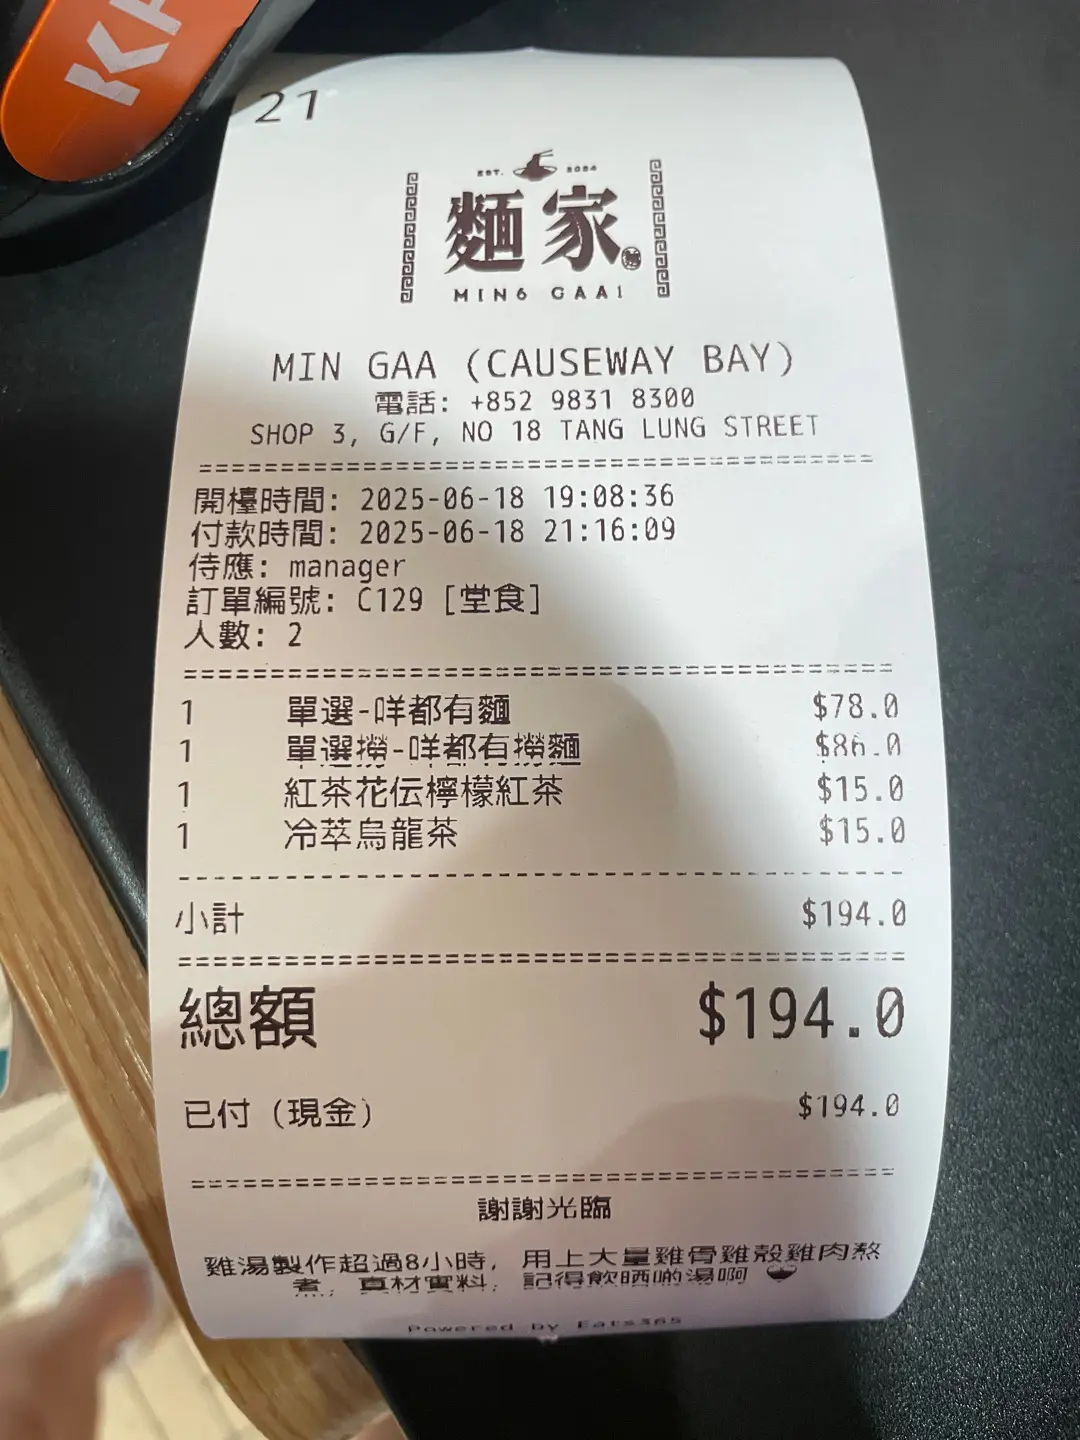 KF
21
EST. 2024
麵家
MING GAA!
MIN GAA (CAUSEWAY BAY)
電話: +852 9831 8300
SHOP 3, G/F, NO 18 TANG LUNG STREET
開檯時間: 2025-06-18 19:08:36
付款時間: 2025-06-18 21:16:09
侍應: manager
訂單編號: C129 [堂食]
人數: 2
1 單選-咩都有麵 $78.0
1 單選撈-咩都有撈麵 $86.0
1 紅茶花伝檸檬紅茶 $15.0
1 冷萃烏龍茶 $15.0
小計 $194.0
總額 $194.0
已付 (現金) $194.0
謝謝光臨
雞湯製作超過8小時, 用上大量雞骨雞殼雞肉熬
煮, 真材實料, 記得飲晒啲湯啊
Powered by Eats365